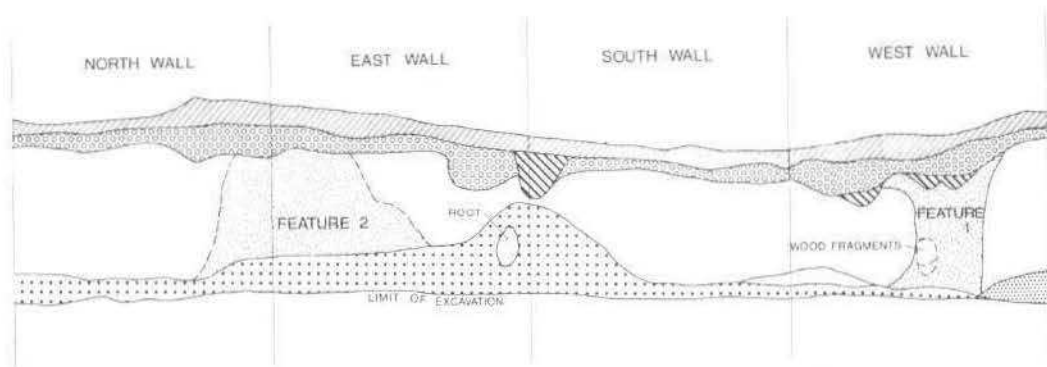 NORTH WALL
EAST WALL
SOUTH WALL
WEST WALL
ROOT
FEATURE 2
FEATURE
1
WOOD FRAGMENTS
LIMIT OF EXCAVATION